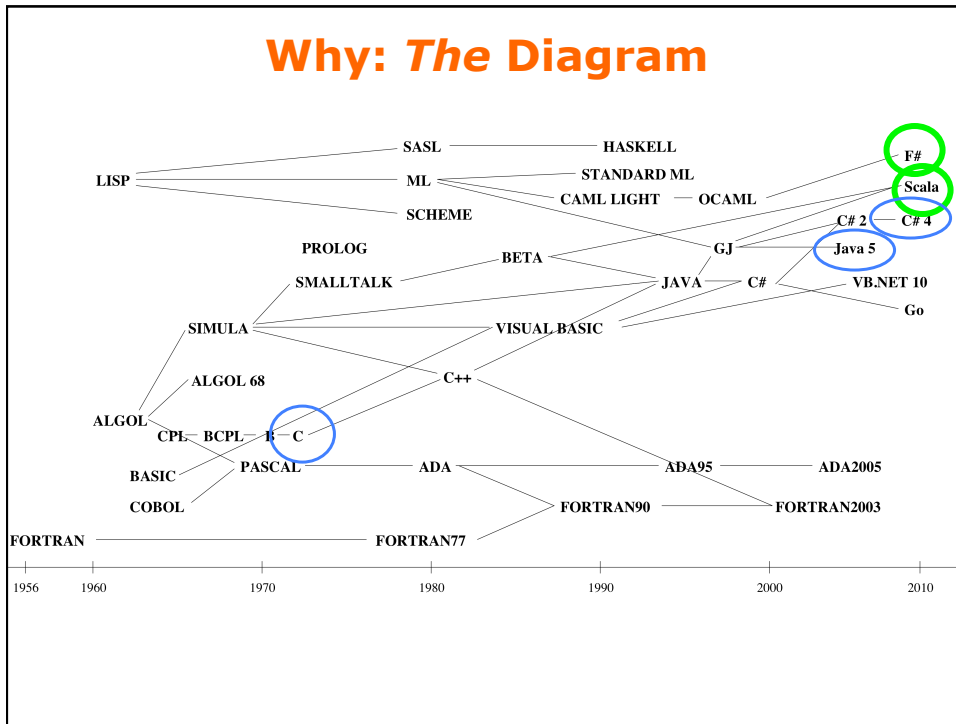 Why: The Diagram
SASL HASKELL
F#
LISP ML STANDARD ML
Scala
CAML LIGHT OCAML
SCHEME
C# 2 C# 4
PROLOG GJ Java 5
BETA
SMALLTALK JAVA C# VB.NET 10
Go
SIMULA VISUAL BASIC
ALGOL 68 C++
ALGOL
CPL BCPL B C
BASIC PASCAL ADA ADA95 ADA2005
COBOL FORTRAN90 FORTRAN2003
FORTRAN FORTRAN77
1956 1960 1970 1980 1990 2000 2010